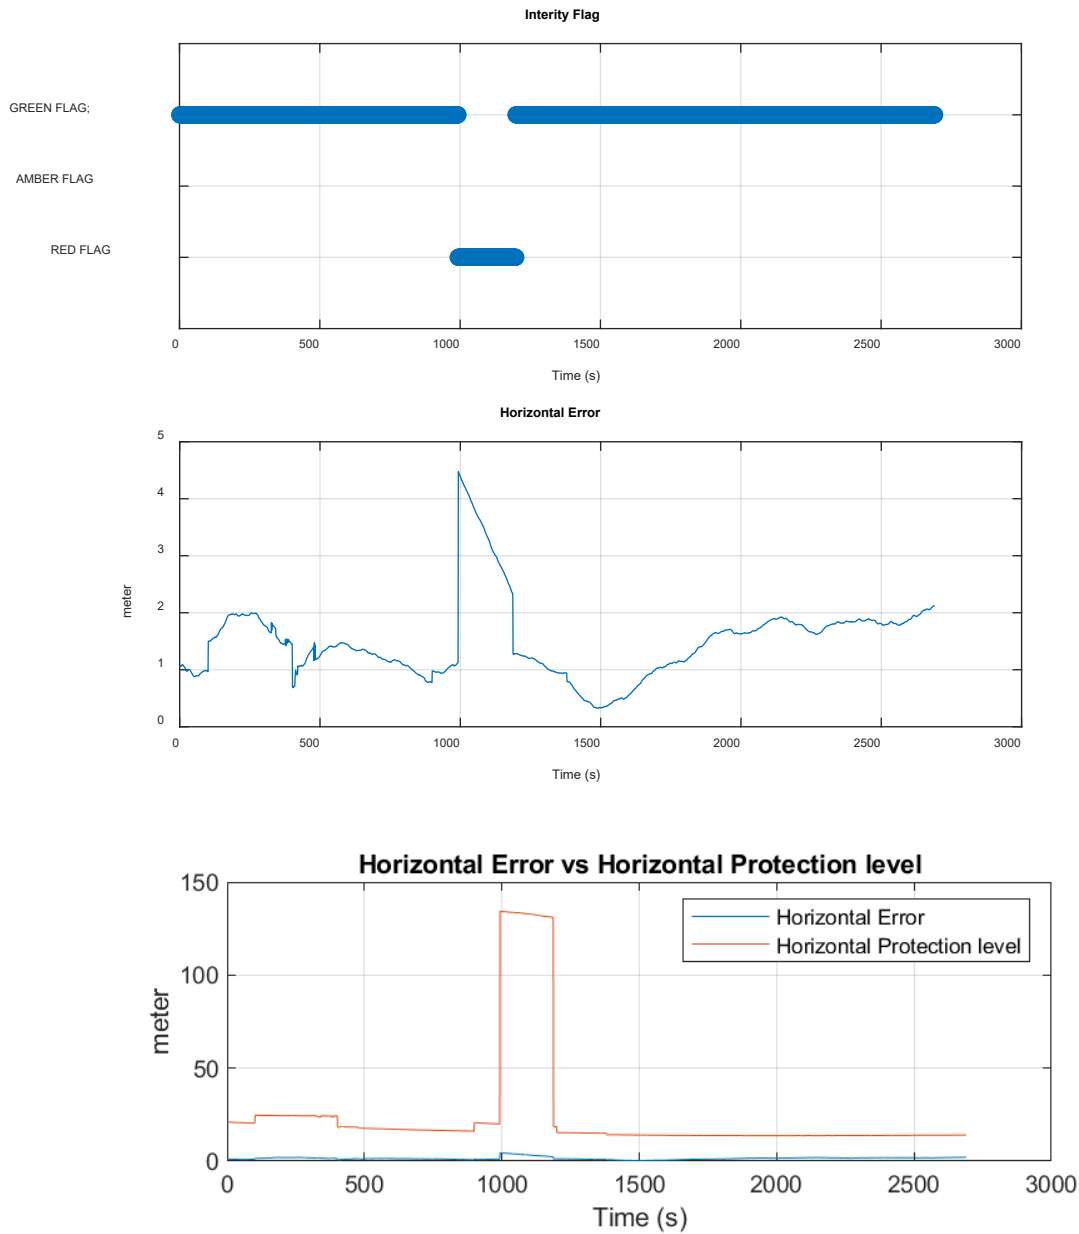 Interity Flag
GREEN FLAG;
AMBER FLAG
RED FLAG
0 500 1000 1500 2000 2500 3000
Time (s)
Horizontal Error
5
4
3
2
1
0
meter
0 500 1000 1500 2000 2500 3000
Time (s)
Horizontal Error vs Horizontal Protection level
150
100
50
0
meter
Horizontal Error
Horizontal Protection level
0 500 1000 1500 2000 2500 3000
Time (s)